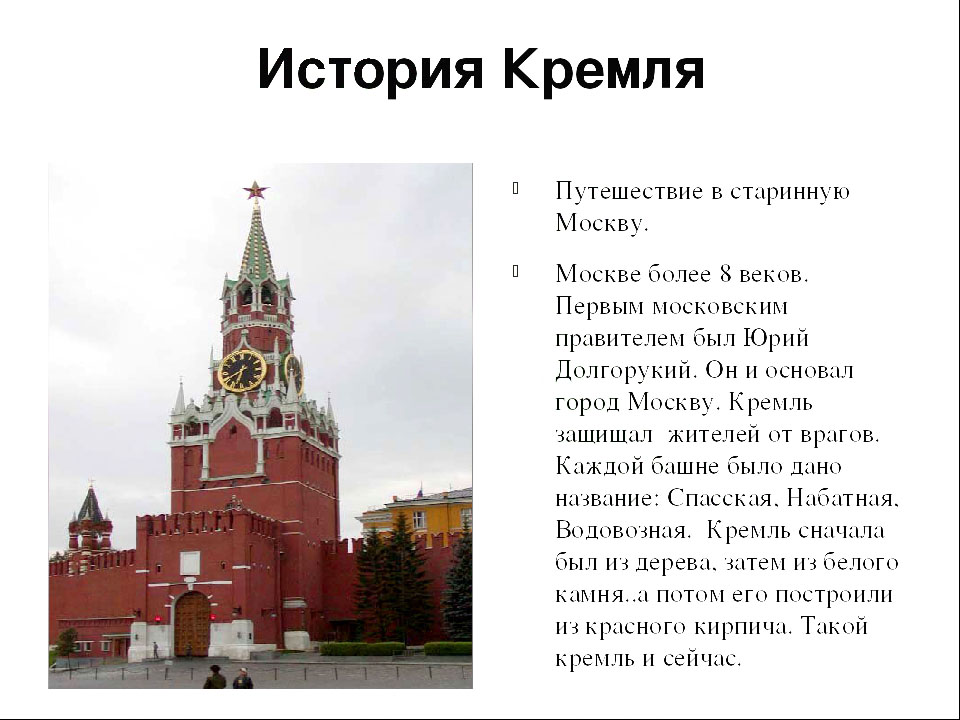 История Кремля
Путешествие в старинную
Москву.
Москве более 8 веков.
Первым московским
правителем был Юрий
Долгорукий. Он и основал
город Москву. Кремль
защищал  жителей от врагов.
Каждой башне было дано
название: Спасская, Набатная,
Водовозная.  Кремль сначала
был из дерева, затем из белого
камня..а потом его построили
из красного кирпича. Такой
кремль и сейчас.